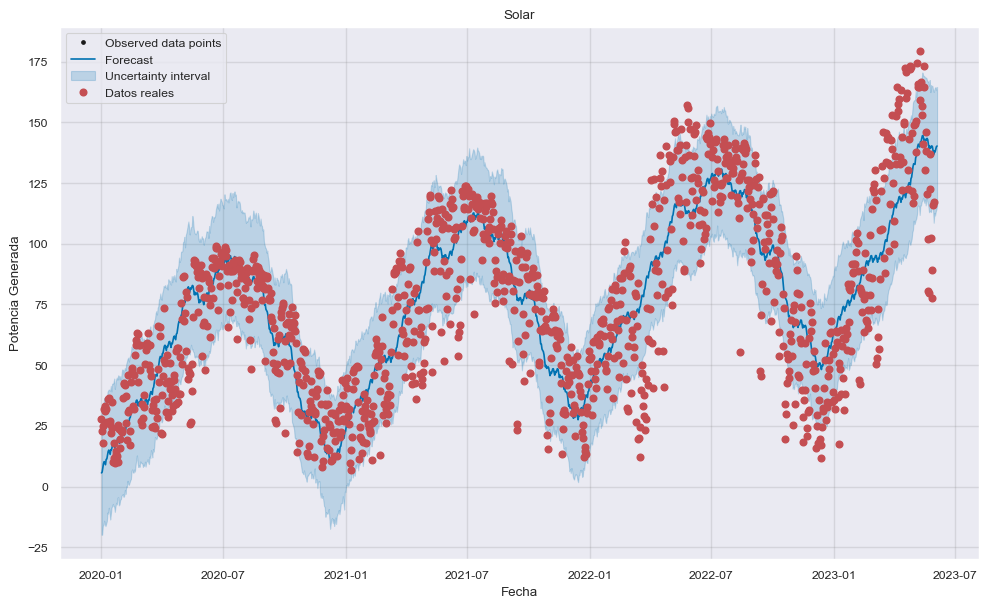 Solar
Observed data points
Forecast
Uncertainty interval
Datos reales
Potencia Generada
175
150
125
100
75
50
25
0
−25
2020-01 2020-07 2021-01 2021-07 2022-01 2022-07 2023-01 2023-07
Fecha